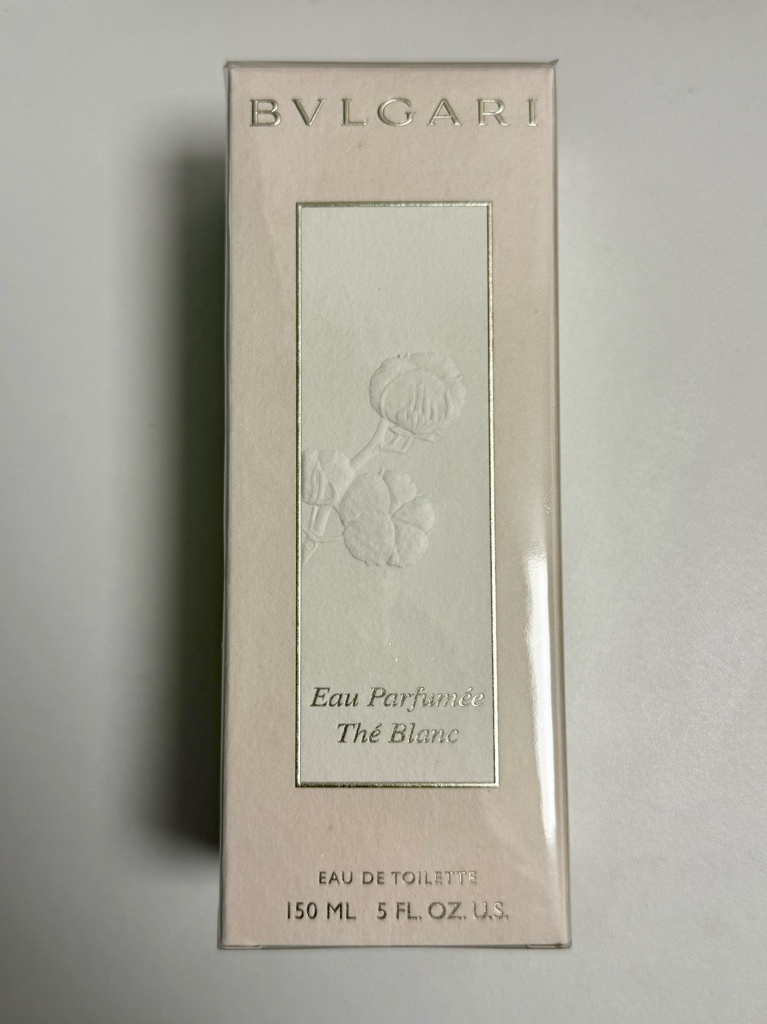 BVLGARI
Eau Parfumée
Thé Blanc
EAU DE TOILETTE
150 ML 5 FL. OZ. U.S.